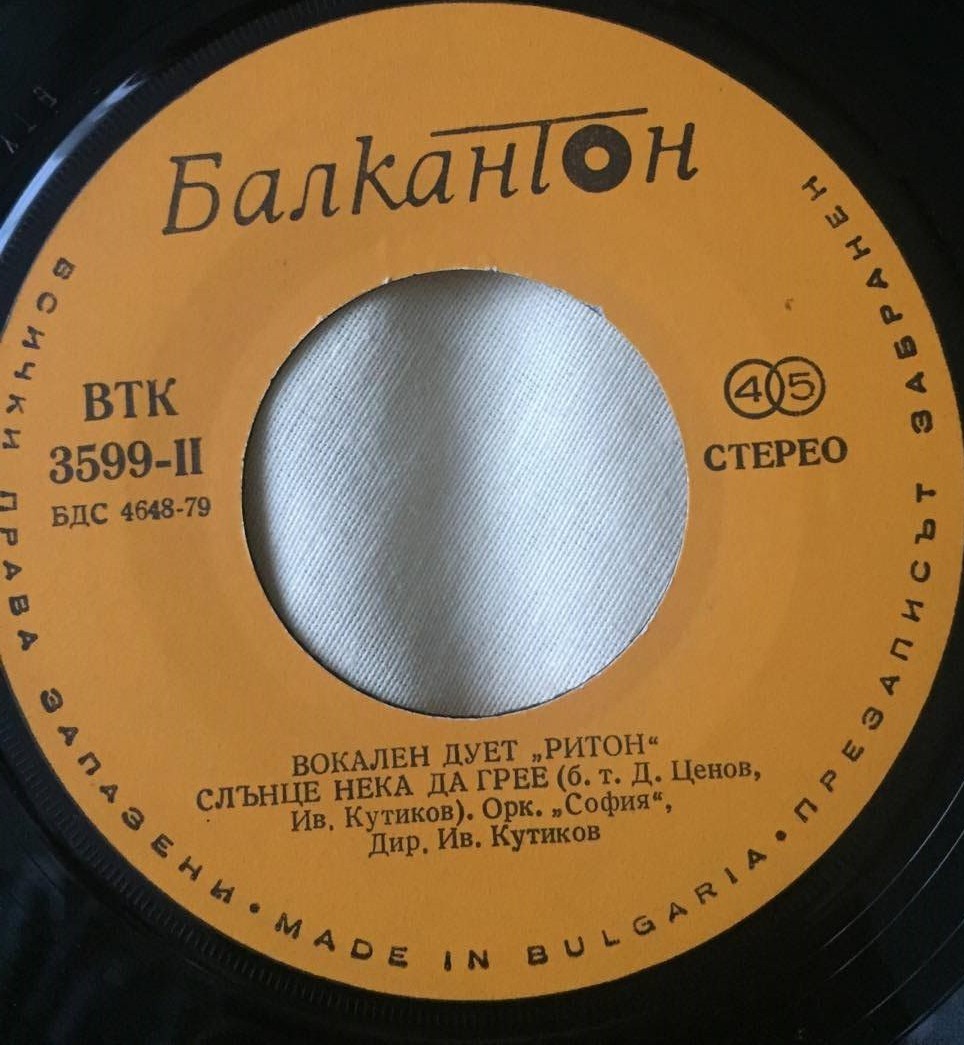 Балкантон
ВТК
3599-II
БДС 4648-79
45
СТЕРЕО
ВОКАЛЕН ДУЕТ „РИТОН“
СЛЪНЦЕ НЕКА ДА ГРЕЕ (б. т. Д. Ценов,
Ив. Кутиков). Орк. „София“,
Дир. Ив. Кутиков
ВСИЧКИ ПРАВА ЗАПАЗЕНИ • MADE IN BULGARIA • ПРЕЗАПИСЪТ ЗАБРАНЕН